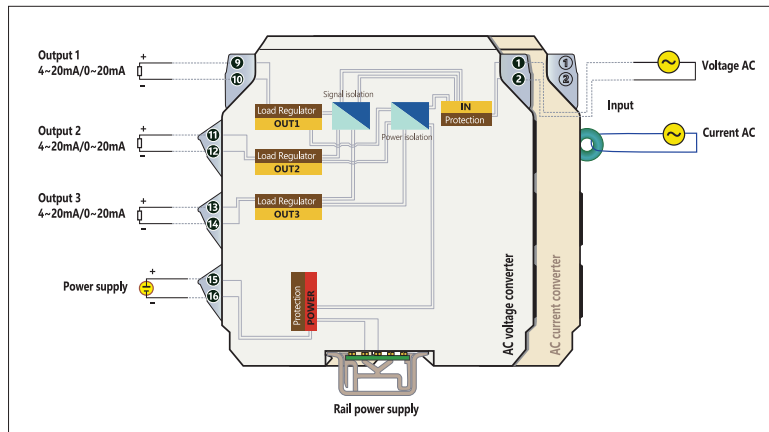 Output 1
4~20mA/0~20mA
+
−
9
10
Output 2
4~20mA/0~20mA
+
−
11
12
Output 3
4~20mA/0~20mA
+
−
13
14
Power supply
+
−
15
16
Signal isolation
Load Regulator
OUT1
Load Regulator
OUT2
Load Regulator
OUT3
Power isolation
IN
Protection
Protection
POWER
Rail power supply
AC voltage converter
AC current converter
1
2
1
2
Voltage AC
Input
Current AC